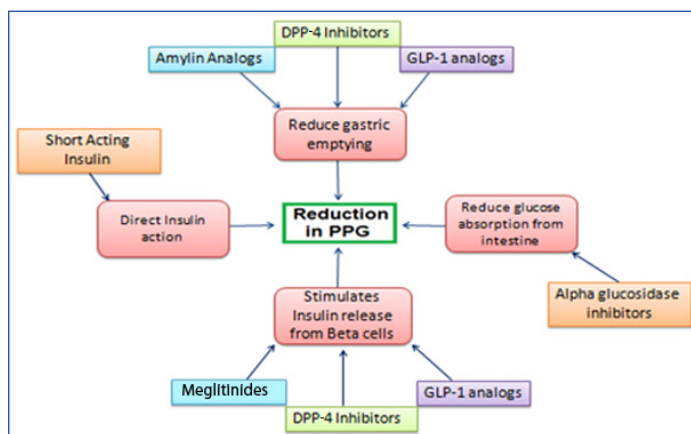 DPP-4 Inhibitors
Amylin Analogs
GLP-1 analogs
Reduce gastric
emptying
Short Acting
Insulin
Direct Insulin
action
Reduction
in PPG
Reduce glucose
absorption from
intestine
Alpha glucosidase
inhibitors
Stimulates
Insulin release
from Beta cells
Meglitinides
DPP-4 Inhibitors
GLP-1 analogs